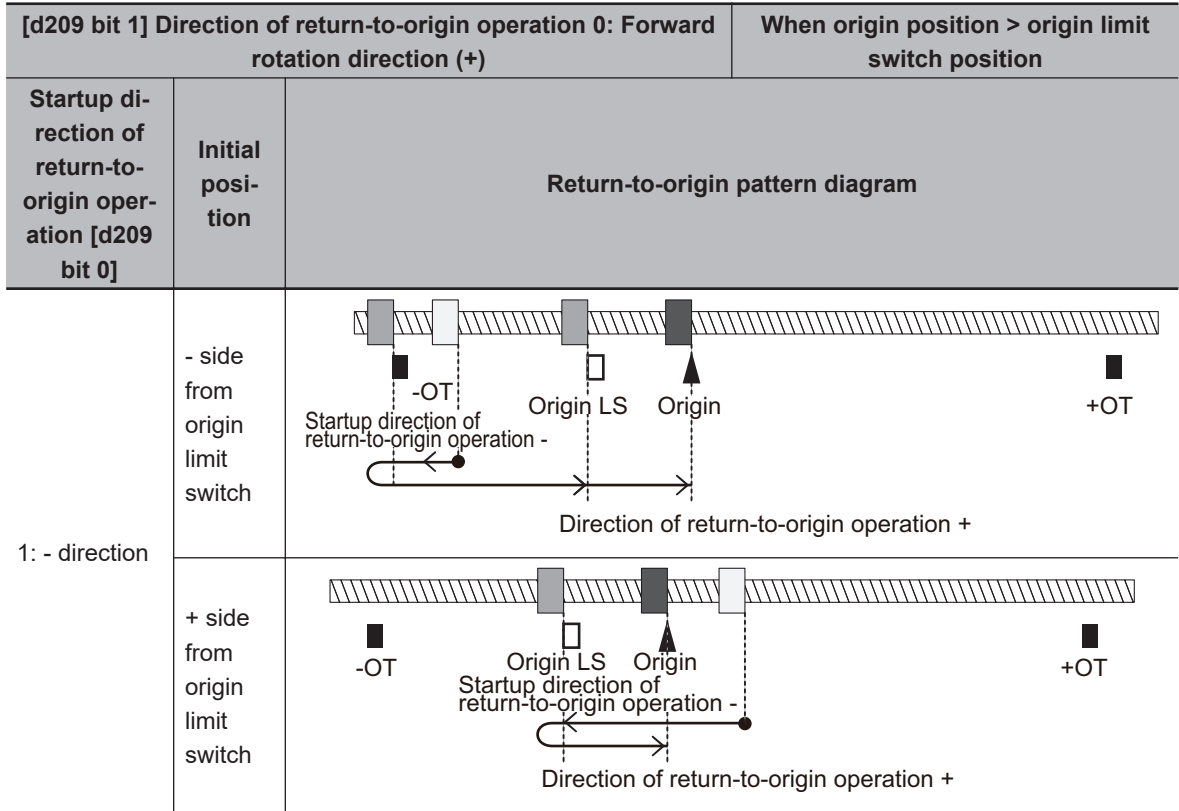 [d209 bit 1] Direction of return-to-origin operation 0: Forward
rotation direction (+)
When origin position > origin limit
switch position
Startup di-
rection of
return-to-
origin oper-
ation [d209
bit 0]
Initial
posi-
tion
Return-to-origin pattern diagram
1: - direction
- side
from
origin
limit
switch
-OT
Origin LS
Origin
+OT
Startup direction of
return-to-origin operation -
Direction of return-to-origin operation +
+ side
from
origin
limit
switch
-OT
Origin LS
Origin
+OT
Startup direction of
return-to-origin operation -
Direction of return-to-origin operation +